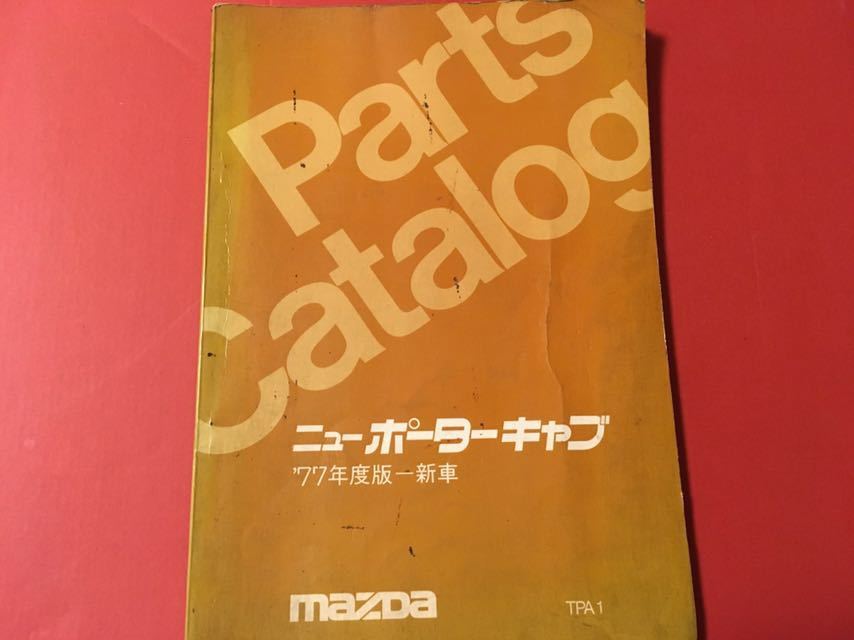 Parts
Catalog
ニューポーターキャブ
'77年度版—新車
mazda
TPA1